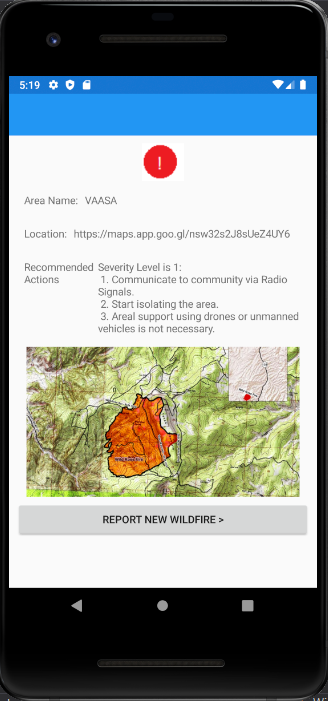 5:19
!
Area Name: VAASA
Location: https://maps.app.goo.gl/nsw32s2J8sUeZ4UY6
Recommended Actions
Severity Level is 1:
1. Communicate to community via Radio
Signals.
2. Start isolating the area.
3. Areal support using drones or unmanned
vehicles is not necessary.
REPORT NEW WILDFIRE >